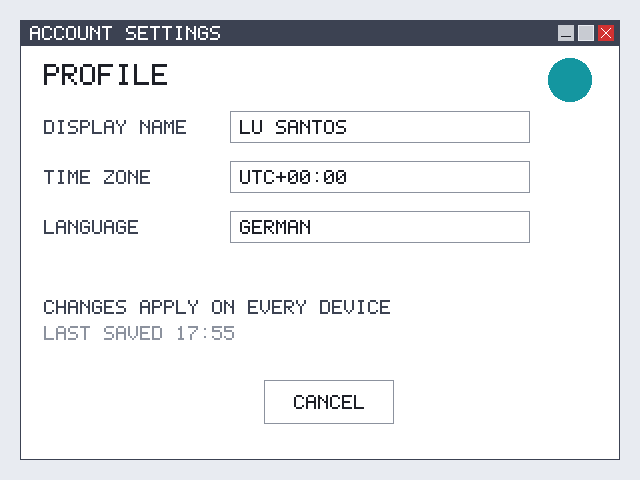 ACCOUNT SETTINGS
PROFILE
DISPLAY NAME LU SANTOS
TIME ZONE UTC+00:00
LANGUAGE GERMAN
CHANGES APPLY ON EVERY DEVICE
LAST SAVED 17:55
CANCEL